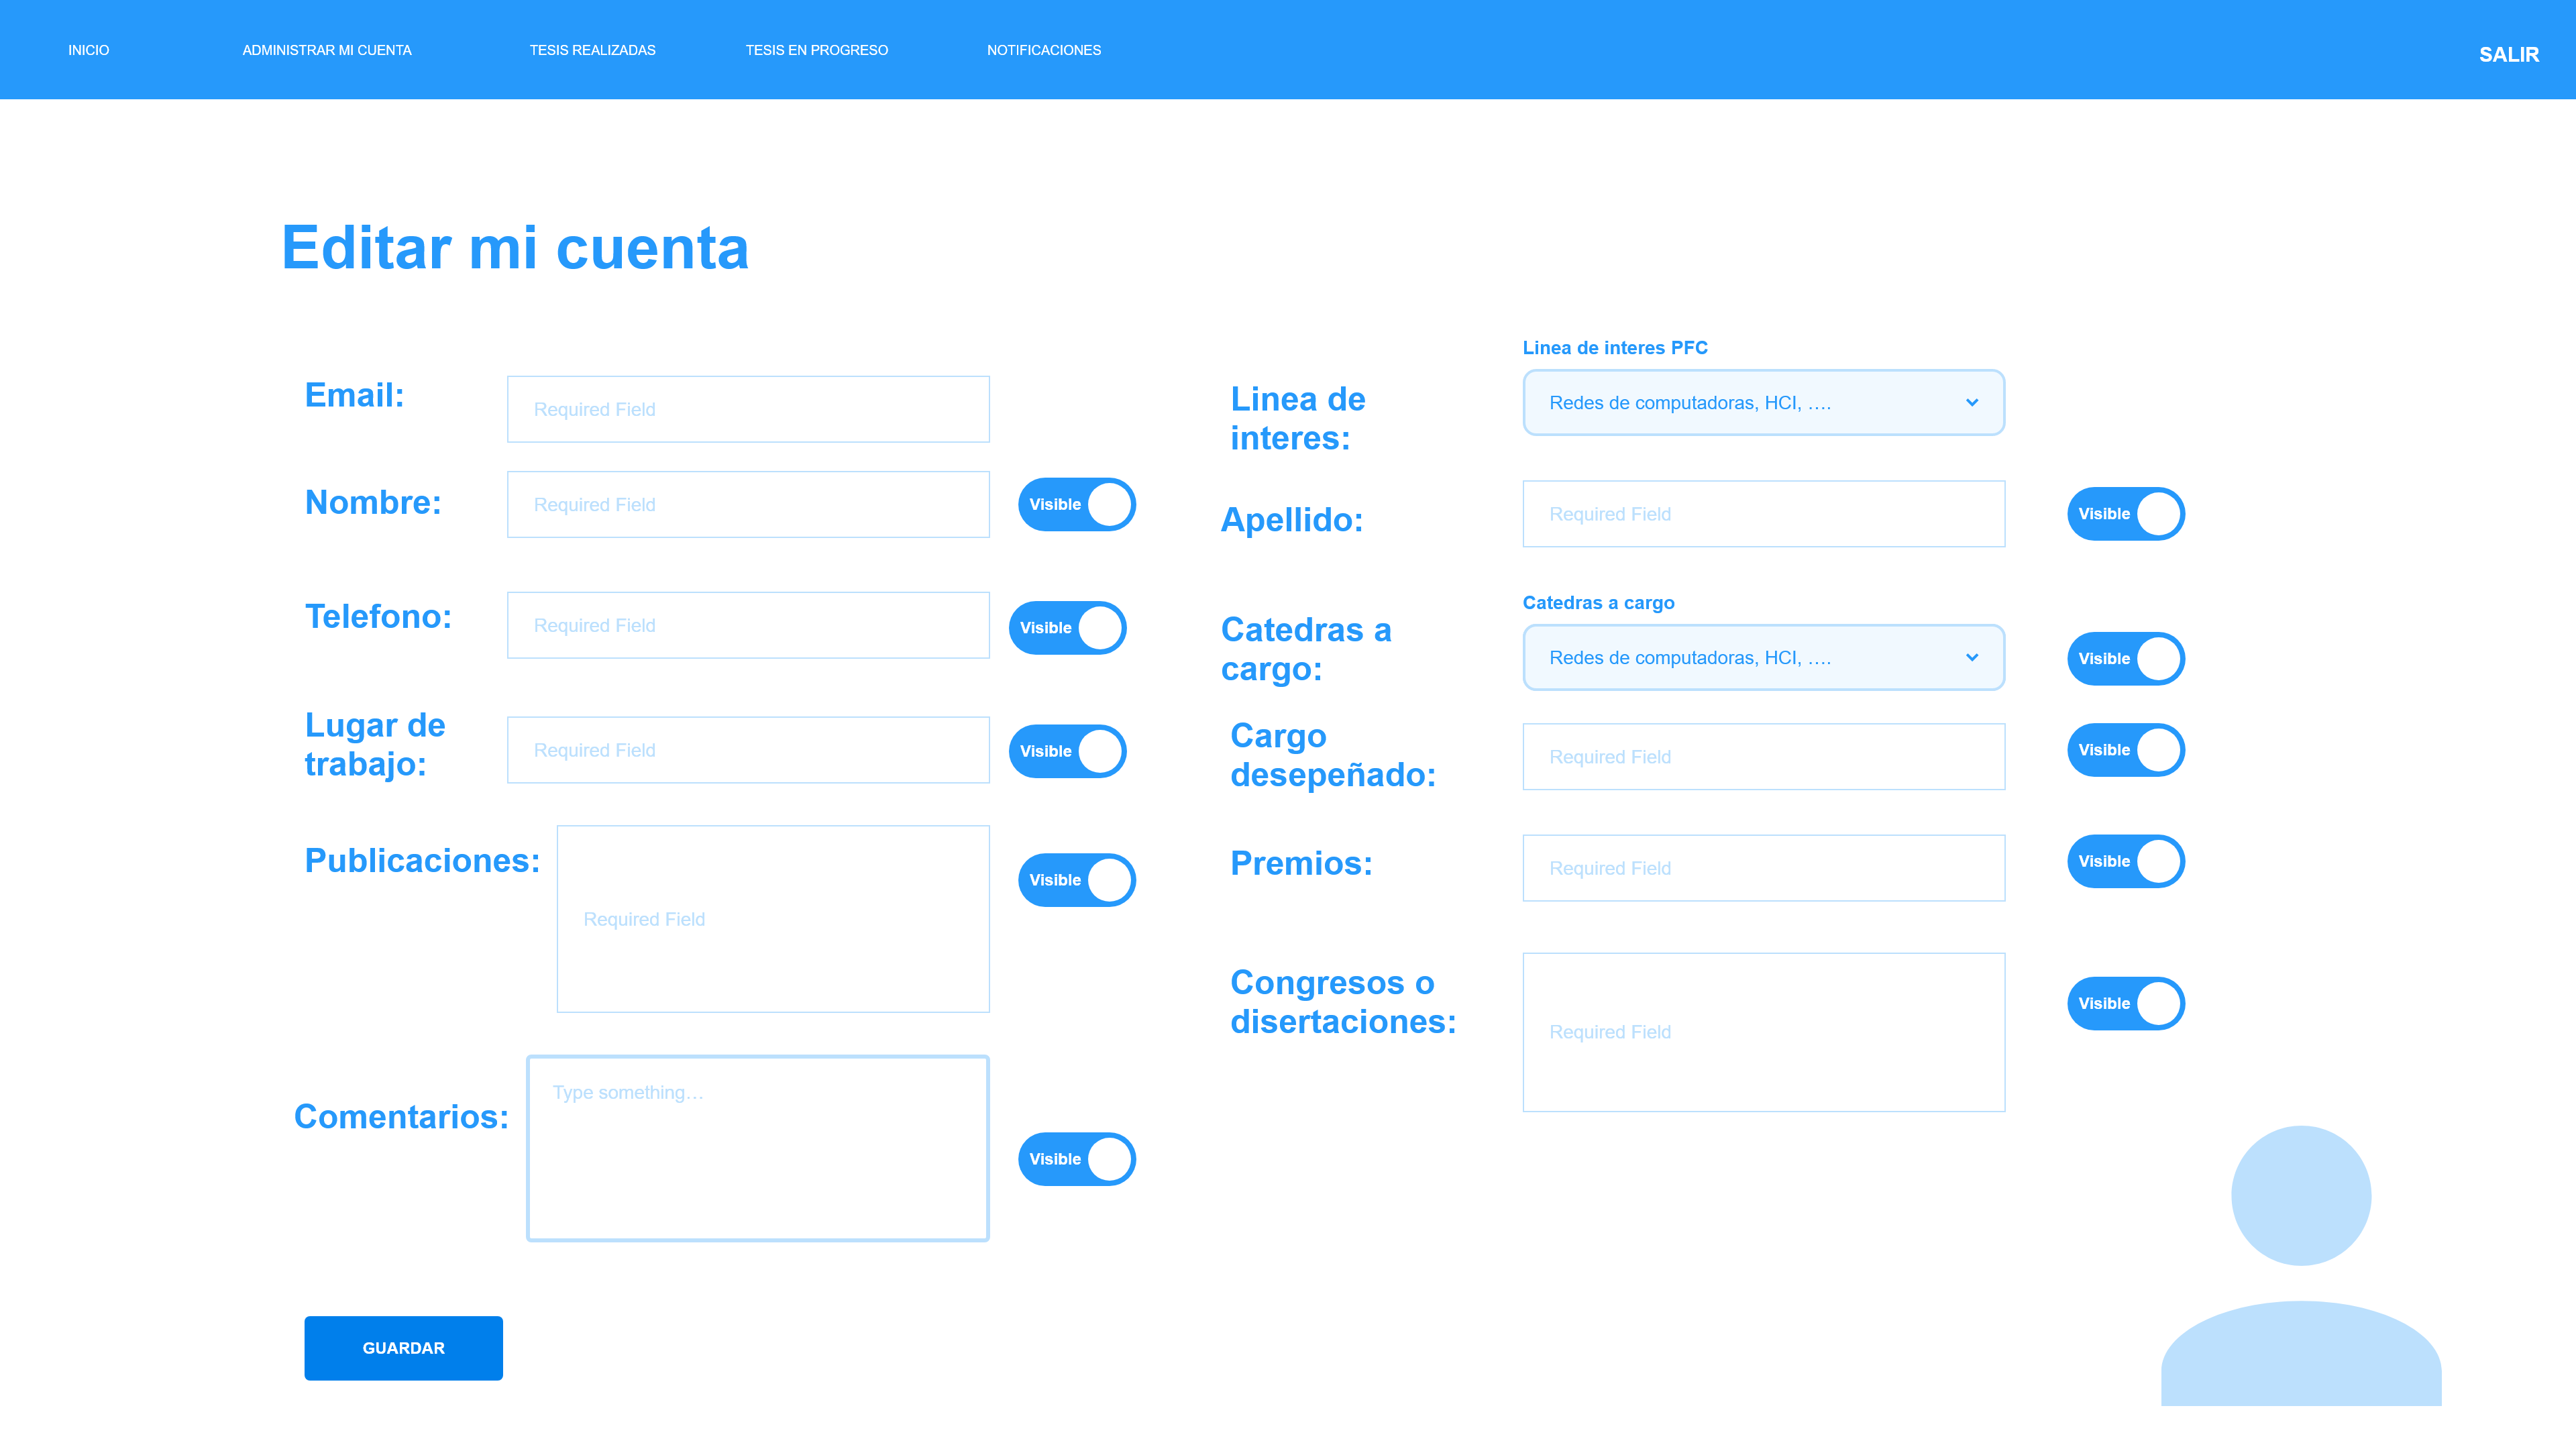 INICIO
ADMINISTRAR MI CUENTA
TESIS REALIZADAS
TESIS EN PROGRESO
NOTIFICACIONES
SALIR
Editar mi cuenta
Email:
Required Field
Nombre:
Required Field
Visible
Telefono:
Required Field
Visible
Lugar de
trabajo:
Required Field
Visible
Publicaciones:
Required Field
Visible
Comentarios:
Type something…
Visible
GUARDAR
Linea de interes PFC
Linea de
interes:
Redes de computadoras, HCI, ….
Apellido:
Required Field
Visible
Catedras a cargo
Catedras a
cargo:
Redes de computadoras, HCI, ….
Visible
Cargo
desepeñado:
Required Field
Visible
Premios:
Required Field
Visible
Congresos o
disertaciones:
Required Field
Visible